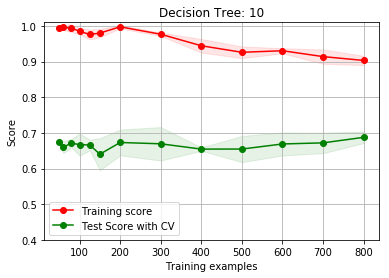 Decision Tree: 10
1.0
0.9
0.8
0.7
0.6
0.5
0.4
Score
Training score
Test Score with CV
100 200 300 400 500 600 700 800
Training examples